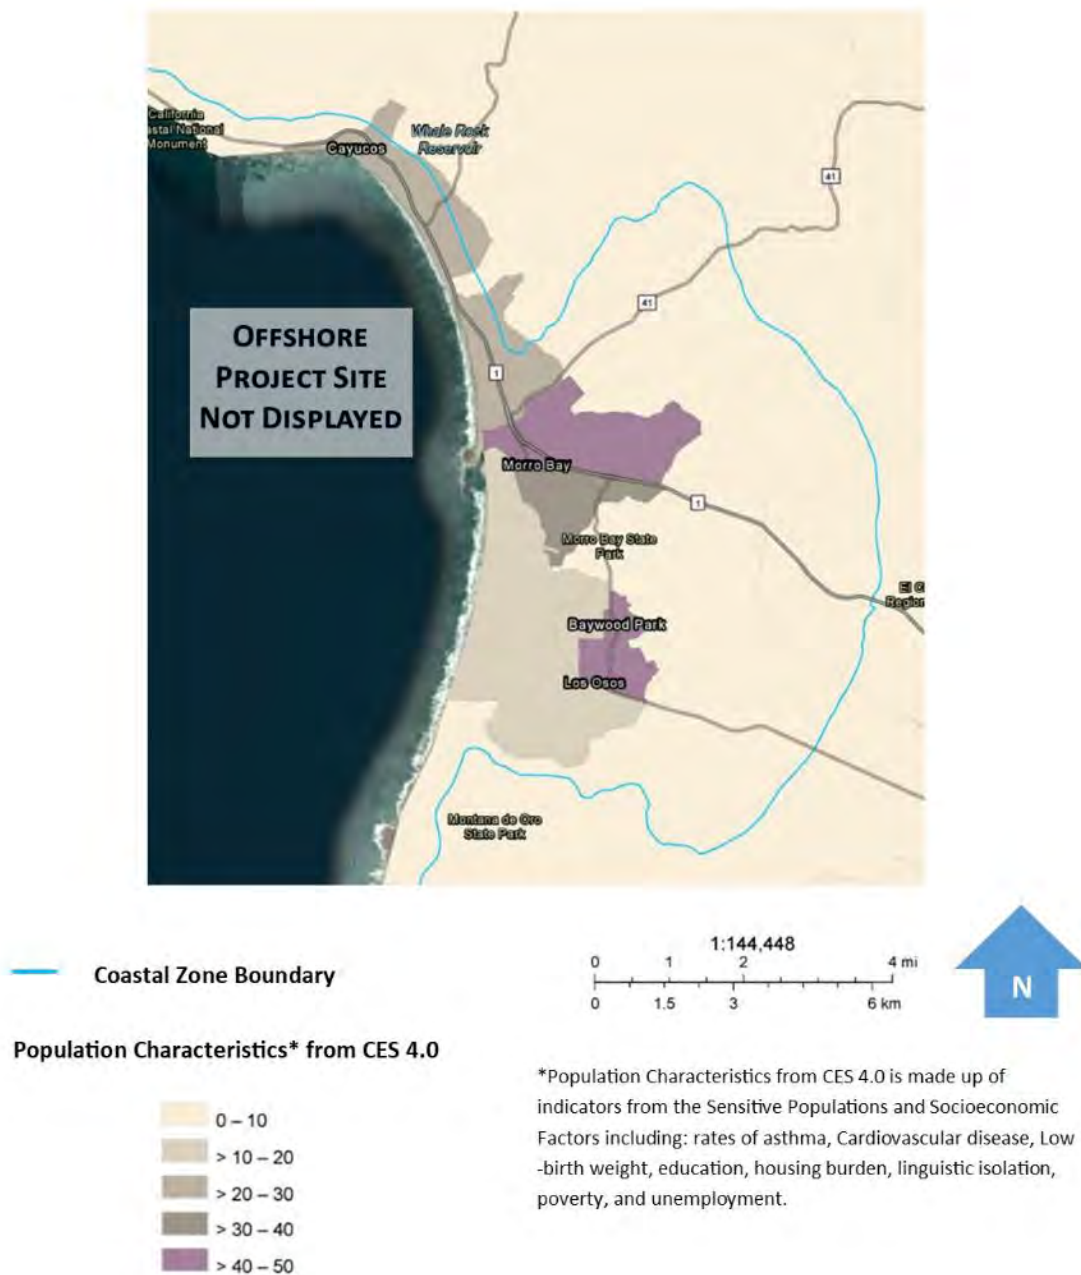 California
astal National
Monument
Cayucos
Whale Rock
Reservoir
41
41
OFFSHORE
PROJECT SITE
NOT DISPLAYED
1
Morro Bay
1
Morro Bay State
Park
El C
Region
Baywood Park
Los Osos
Montana de Oro
State Park
Coastal Zone Boundary
1:144,448
0 1 2 4 mi
0 1.5 3 6 km
N
Population Characteristics* from CES 4.0
0 – 10
> 10 – 20
> 20 – 30
> 30 – 40
> 40 – 50
*Population Characteristics from CES 4.0 is made up of
indicators from the Sensitive Populations and Socioeconomic
Factors including: rates of asthma, Cardiovascular disease, Low
-birth weight, education, housing burden, linguistic isolation,
poverty, and unemployment.